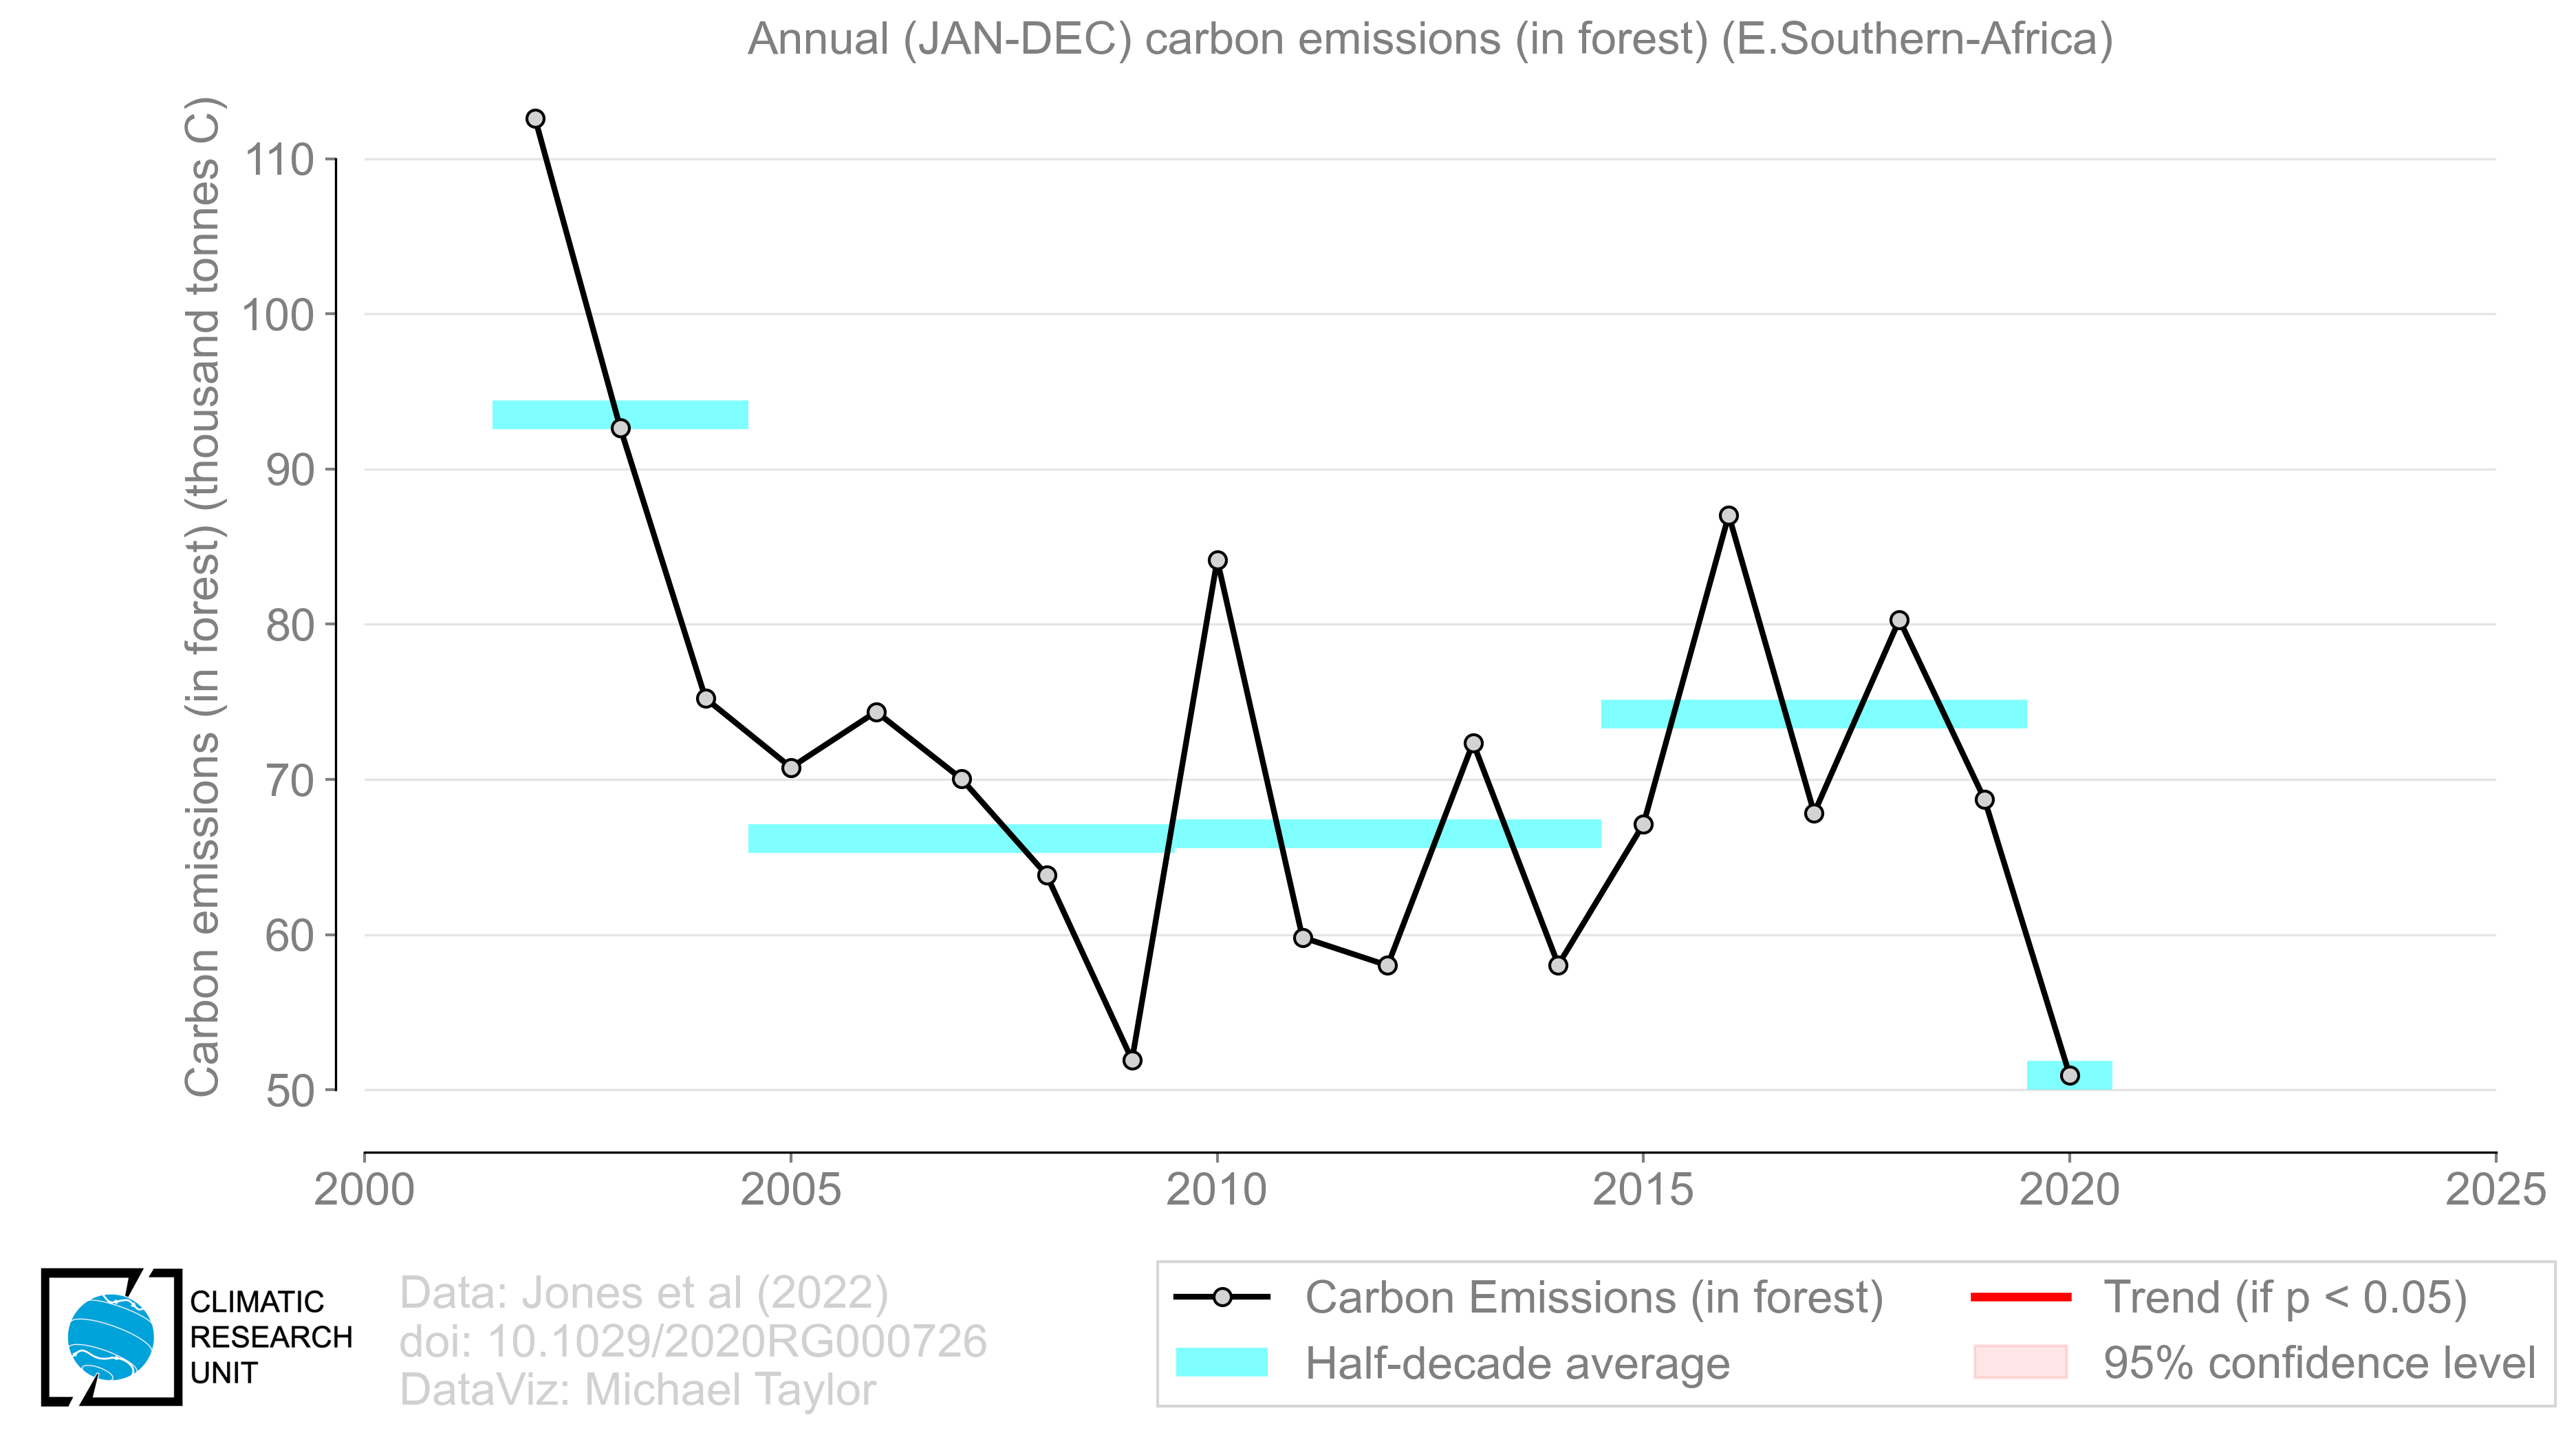 Annual (JAN-DEC) carbon emissions (in forest) (E.Southern-Africa)
Carbon emissions (in forest) (thousand tonnes C)
110
100
90
80
70
60
50
2000
2005
2010
2015
2020
2025
CLIMATIC
RESEARCH
UNIT
Data: Jones et al (2022)
doi: 10.1029/2020RG000726
DataViz: Michael Taylor
Carbon Emissions (in forest)
Half-decade average
Trend (if p < 0.05)
95% confidence level